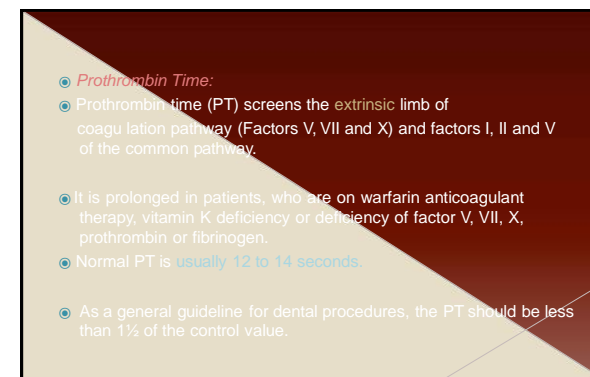 Prothrombin Time:
Prothrombin time (PT) screens the extrinsic limb of
coagu lation pathway (Factors V, VII and X) and factors I, II and V
of the common pathway.
It is prolonged in patients, who are on warfarin anticoagulant
therapy, vitamin K deficiency or deficiency of factor V, VII, X,
prothrombin or fibrinogen.
Normal PT is usually 12 to 14 seconds.
As a general guideline for dental procedures, the PT should be less
than 1½ of the control value.